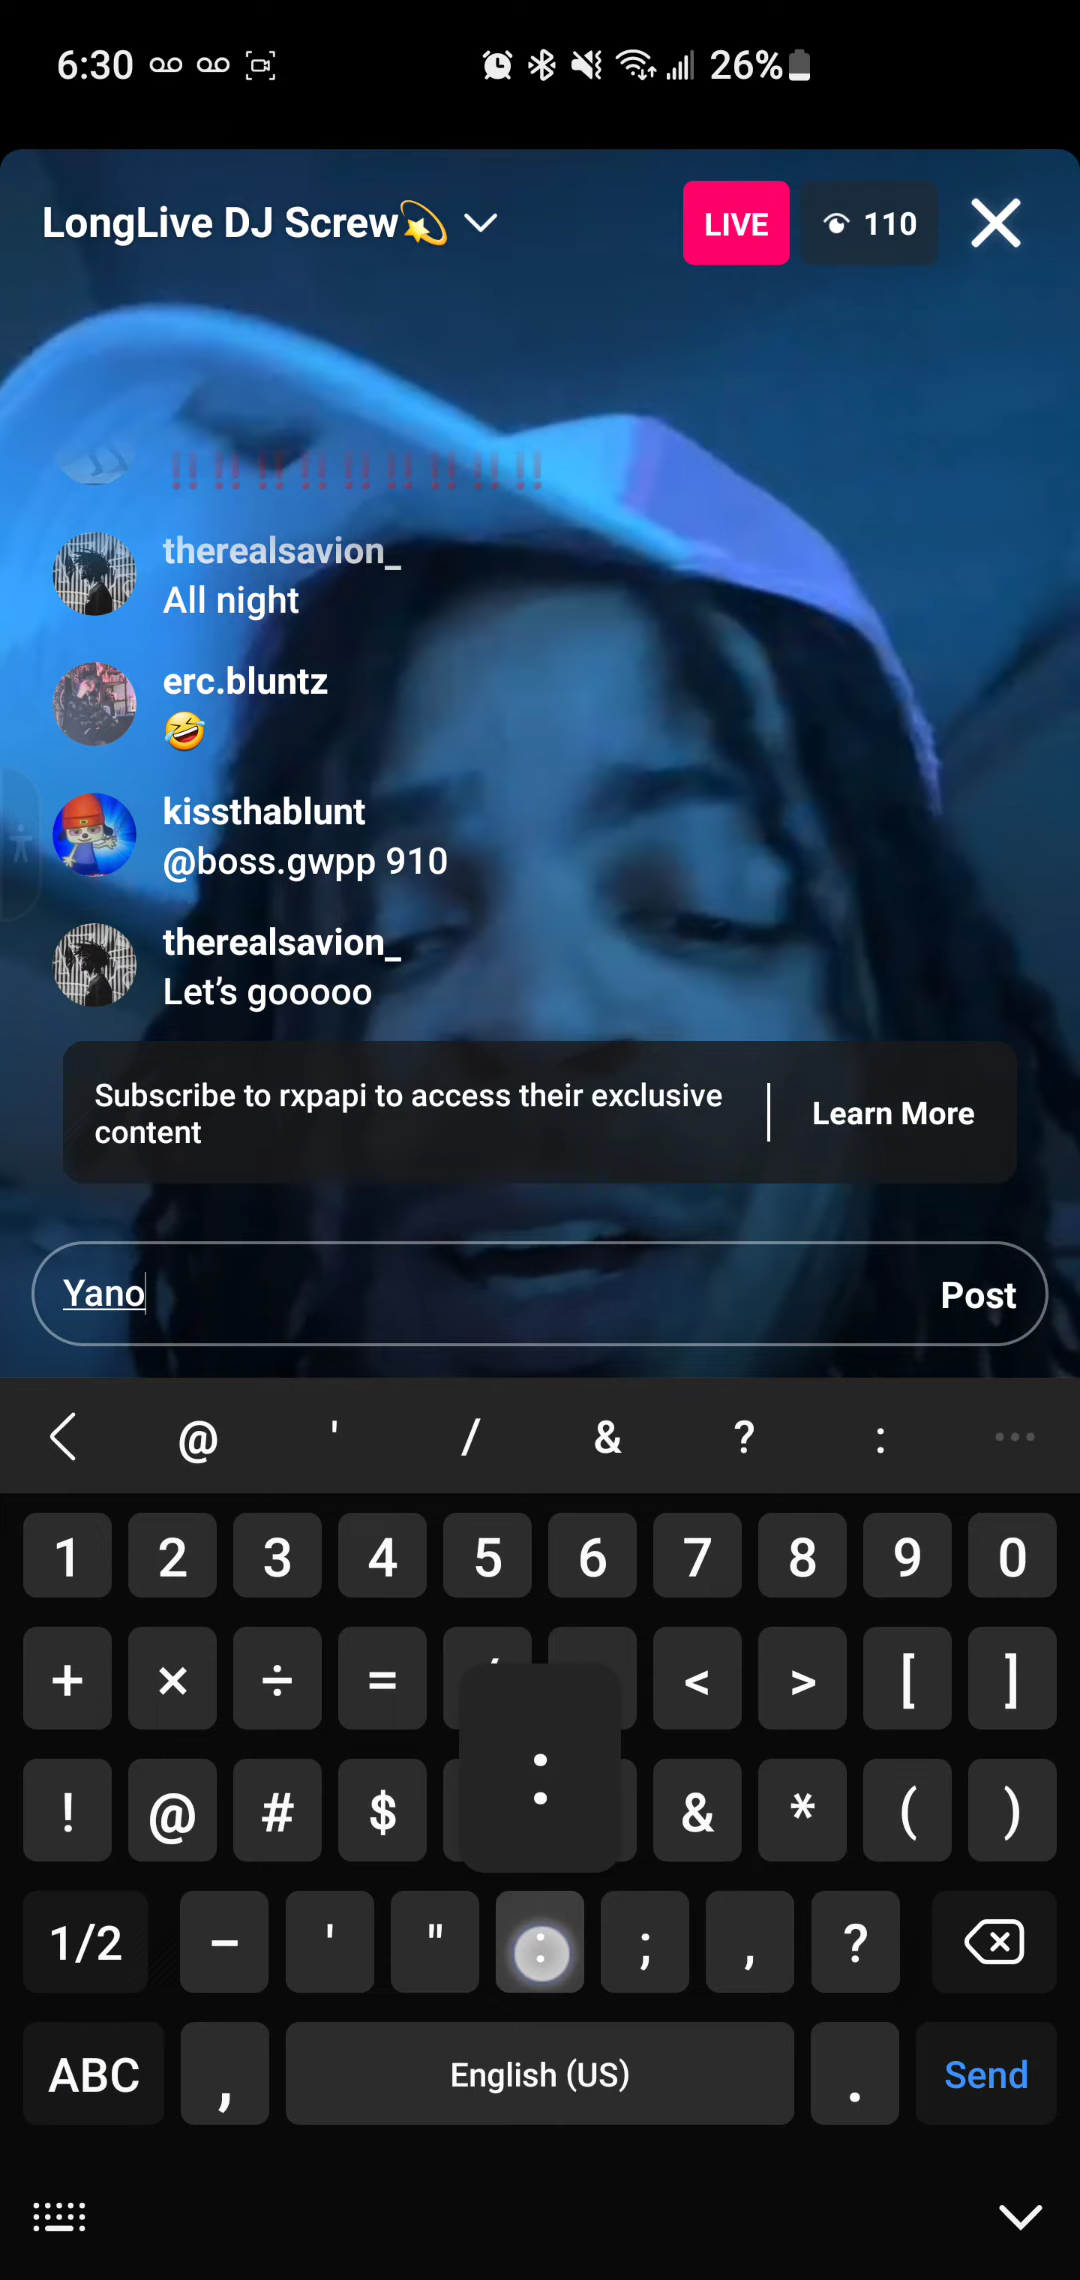 6:30 26%
LongLive DJ Screw💫 LIVE 110
‼️‼️‼️‼️‼️‼️‼️‼️‼️
therealsavion_
All night
erc.bluntz
🤣
kissthablunt
@boss.gwpp 910
therealsavion_
Let’s gooooo
Subscribe to rxpapi to access their exclusive
content
Learn More
Yano Post
@ ' / & ? : ...
1 2 3 4 5 6 7 8 9 0
+ × ÷ = < > [ ]
:
! @ # $ & * ( )
1/2 - ' " : ; , ?
ABC , English (US) . Send